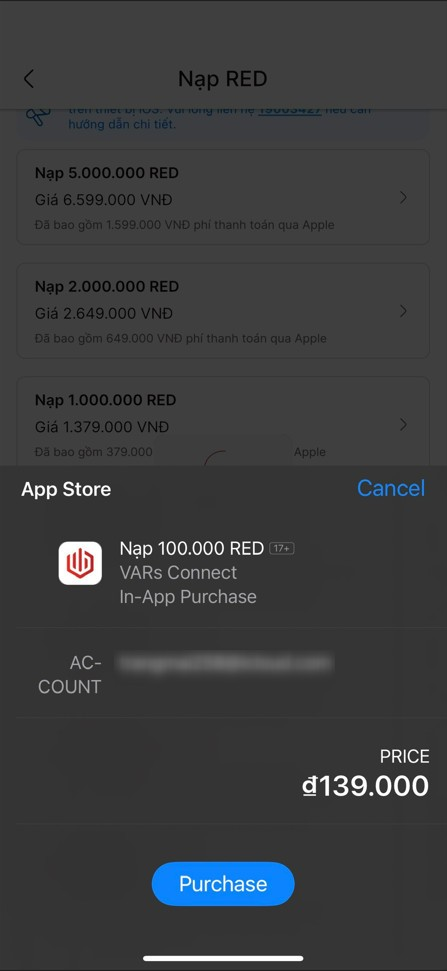 Nạp RED
trên thiết bị iOS. Vui lòng liên hệ 19003427 nếu cần
hướng dẫn chi tiết.
Nạp 5.000.000 RED
Giá 6.599.000 VNĐ
Đã bao gồm 1.599.000 VNĐ phí thanh toán qua Apple
Nạp 2.000.000 RED
Giá 2.649.000 VNĐ
Đã bao gồm 649.000 VNĐ phí thanh toán qua Apple
Nạp 1.000.000 RED
Giá 1.379.000 VNĐ
Đã bao gồm 379.000 Apple
App Store
Cancel
Nạp 100.000 RED 17+
VARs Connect
In-App Purchase
AC-
COUNT
PRICE
₫139.000
Purchase